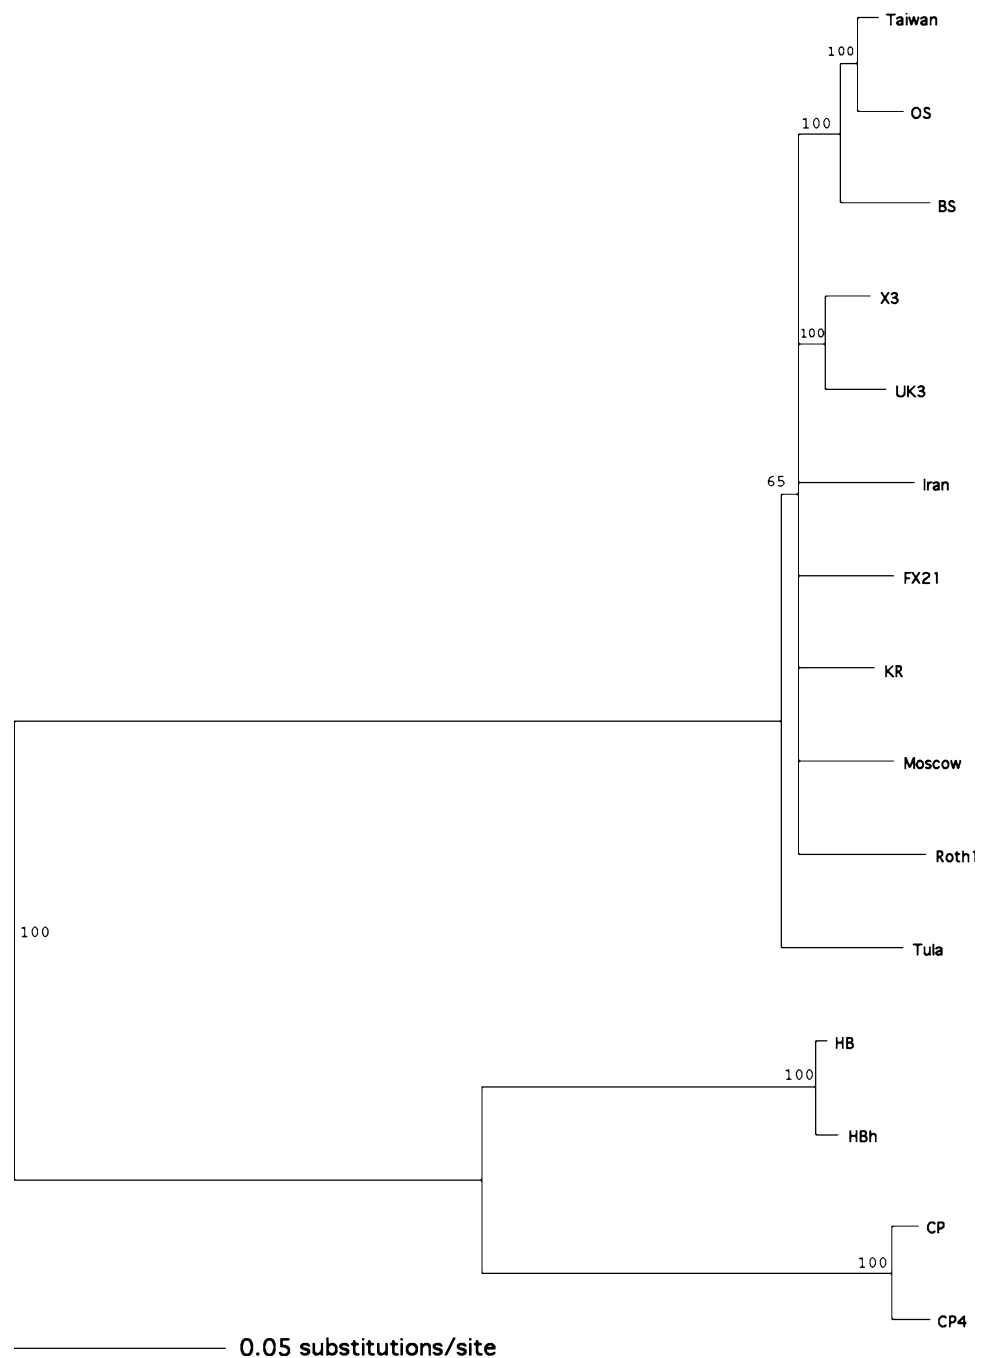 Taiwan
100
OS
100
BS
X3
100
UK3
65
Iran
FX21
KR
Moscow
Roth1
100
Tula
HB
100
HBh
CP
100
CP4
0.05 substitutions/site